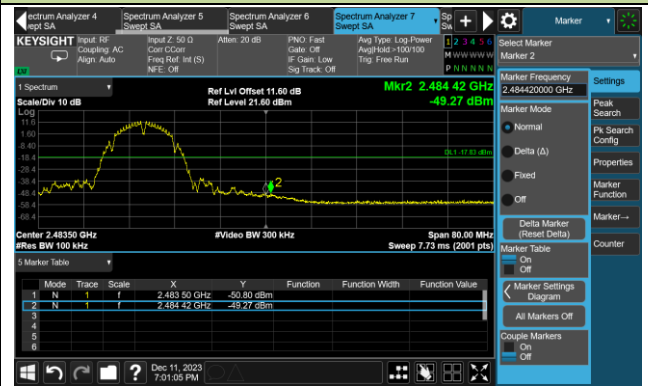 ectrum Analyzer 4
ept SA
Spectrum Analyzer 5
Swept SA
Spectrum Analyzer 6
Swept SA
Spectrum Analyzer 7
Swept SA
Sp
Sw
Marker
KEYSIGHT
Input: RF
Coupling: AC
Align: Auto
Input Z: 50 Ω
Corr CCorr
Freq Ref: Int (S)
NFE: Off
Atten: 20 dB
PNO: Fast
Gate: Off
IF Gain: Low
Sig Track: Off
Avg Type: Log-Power
Avg|Hold >100/100
Trig: Free Run
1 2 3 4 5 6
M W W W W W
P N N N N N
LXI
1 Spectrum
Scale/Div 10 dB
Ref Lvl Offset 11.60 dB
Ref Level 21.60 dBm
Mkr2 2.484 42 GHz
-49.27 dBm
Log
11.6
1.60
-8.40
-18.4
-28.4
-38.4
-48.4
-58.4
-68.4
DL1 -17.83 dBm
2
Center 2.48350 GHz
#Res BW 100 kHz
#Video BW 300 kHz
Span 80.00 MHz
Sweep 7.73 ms (2001 pts)
5 Marker Table
Mode Trace Scale X Y Function Function Width Function Value
1 N 1 f 2.483 50 GHz -50.80 dBm
2 N 1 f 2.484 42 GHz -49.27 dBm
3
4
5
6
Select Marker
Marker 2
Marker Frequency
2.484420000 GHz
Marker Mode
Normal
Delta (Δ)
Fixed
Off
Delta Marker
(Reset Delta)
Marker Table
On
Off
Marker Settings
Diagram
All Markers Off
Couple Markers
On
Off
Settings
Peak
Search
Pk Search
Config
Properties
Marker
Function
Marker→
Counter
Dec 11, 2023
7:01:05 PM